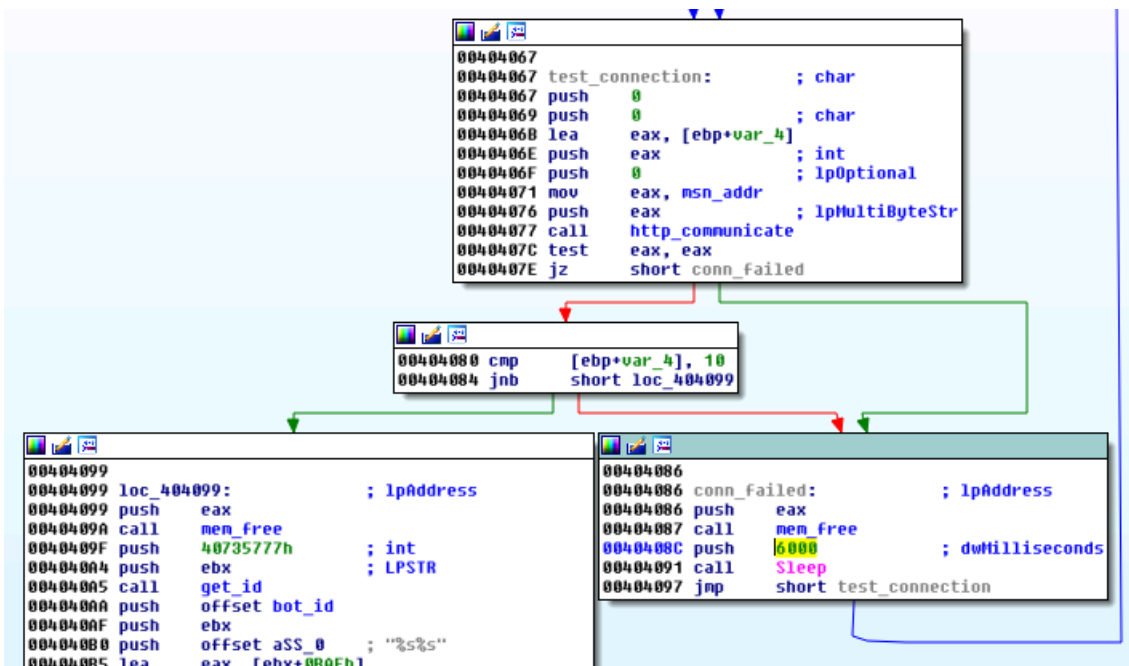 00404067
00404067 test_connection: ; char
00404067 push 0
00404069 push 0 ; char
0040406B lea eax, [ebp+var_4]
0040406E push eax ; int
0040406F push 0 ; lpOptional
00404071 mov eax, msn_addr
00404076 push eax ; lpMultiByteStr
00404077 call http_communicate
0040407C test eax, eax
0040407E jz short conn_failed
00404080 cmp [ebp+var_4], 10
00404084 jnb short loc_404099
00404099
00404099 loc_404099: ; lpAddress
00404099 push eax
0040409A call mem_free
0040409F push 40735777h ; int
004040A4 push ebx ; LPSTR
004040A5 call get_id
004040AA push offset bot_id
004040AF push ebx
004040B0 push offset aSS_0 ; "%s%s"
004040B5 lea eax, [ebx+0BAEh]
00404086
00404086 conn_failed: ; lpAddress
00404086 push eax
00404087 call mem_free
0040408C push 6000 ; dwMilliseconds
00404091 call Sleep
00404097 jmp short test_connection